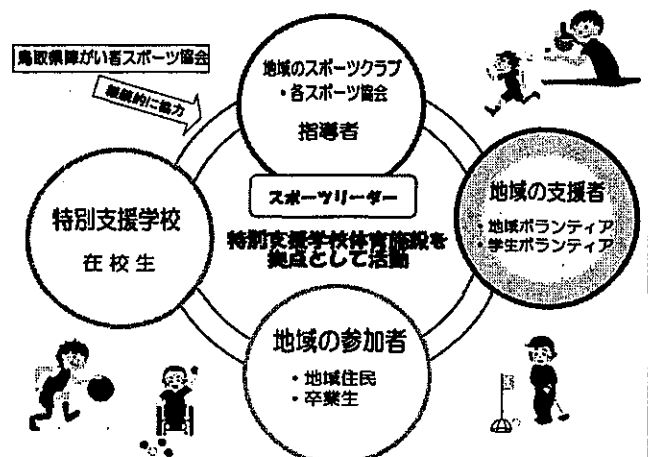 鳥取県障がい者スポーツ協会
継続的に協力
地域のスポーツクラブ
・各スポーツ協会
指導者
スポーツリーダー
特別支援学校
在校生
特別支援学校体育施設を
拠点として活動
地域の支援者
・地域ボランティア
・学生ボランティア
地域の参加者
・地域住民
・卒業生